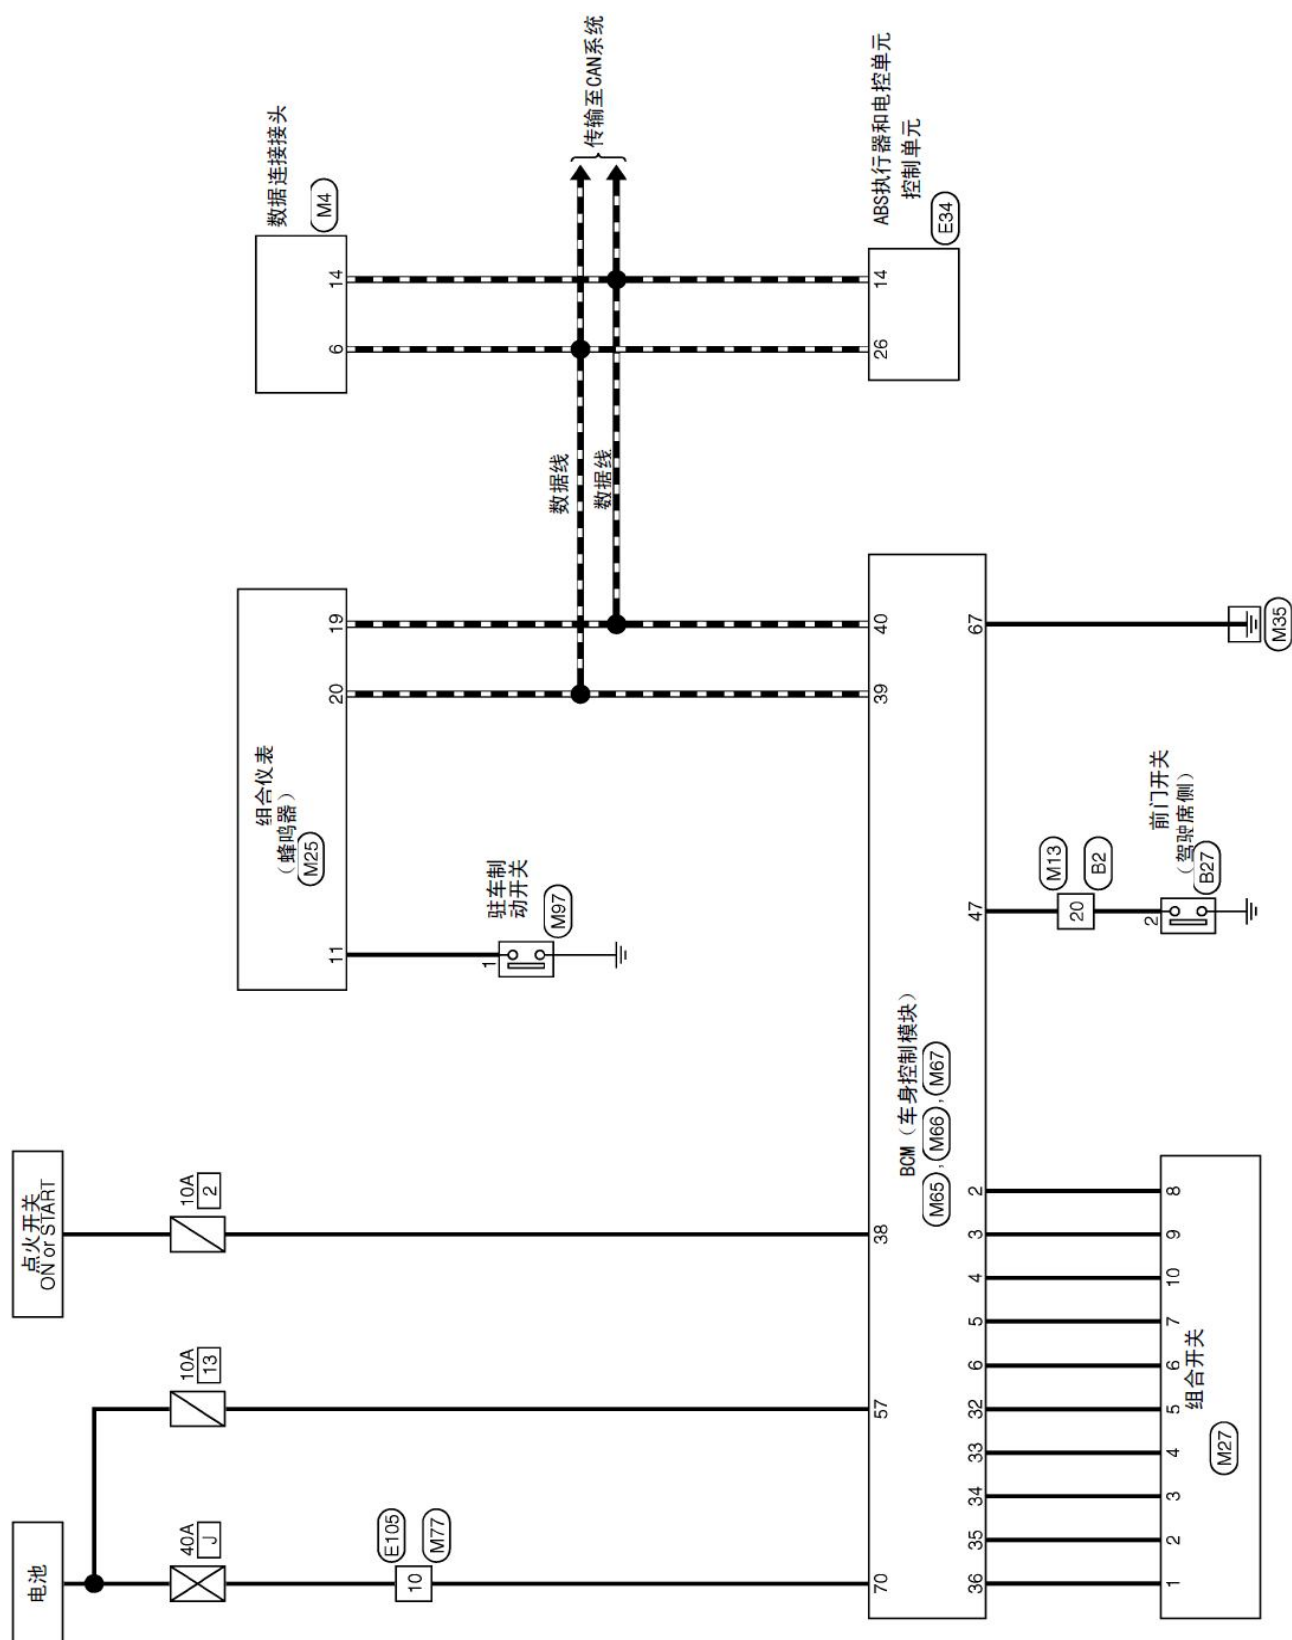 电池
点火开关
ON or START
40A
J
10A
13
10A
2
E105
10
M77
组合仪表
（蜂鸣器）
M25
11
20
19
驻车制
动开关
1
M97
数据连接接头
M4
6
14
数据线
数据线
传输至CAN系统
ABS执行器和电控单元
控制单元
E34
26
14
70
57
38
39
40
BCM（车身控制模块）
M65 , M66 , M67
36
35
34
33
32
6
5
4
3
2
47
67
1
2
3
4
5
6
7
10
9
8
组合开关
M27
M13
20
B2
2
前门开关
（驾驶席侧）
B27
M35